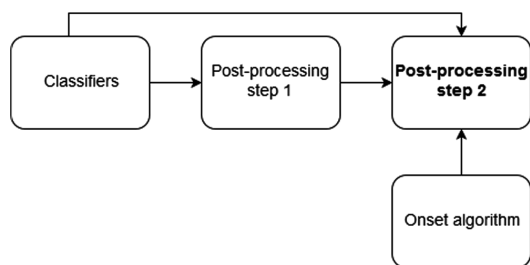 Classifiers
Post-processing
step 1
Post-processing
step 2
Onset algorithm